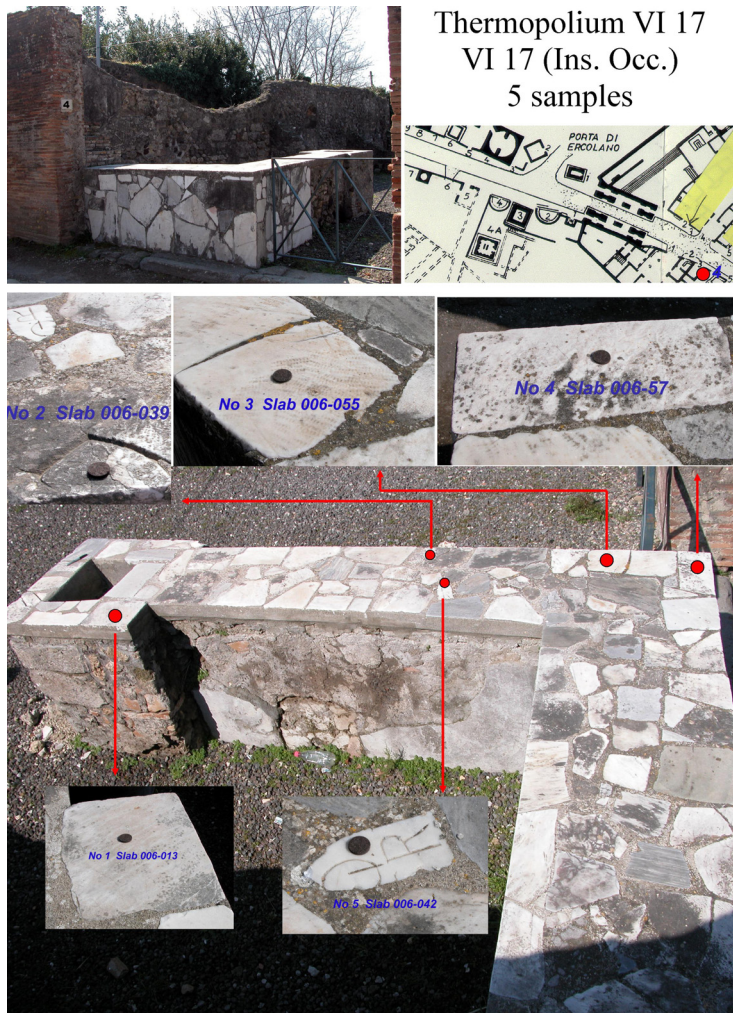 Thermopolium VI 17
VI 17 (Ins. Occ.)
5 samples
4
PORTA DI
ERCOLANO
No 2 Slab 006-039
No 3 Slab 006-055
No 4 Slab 006-57
No 1 Slab 006-013
No 5 Slab 006-042